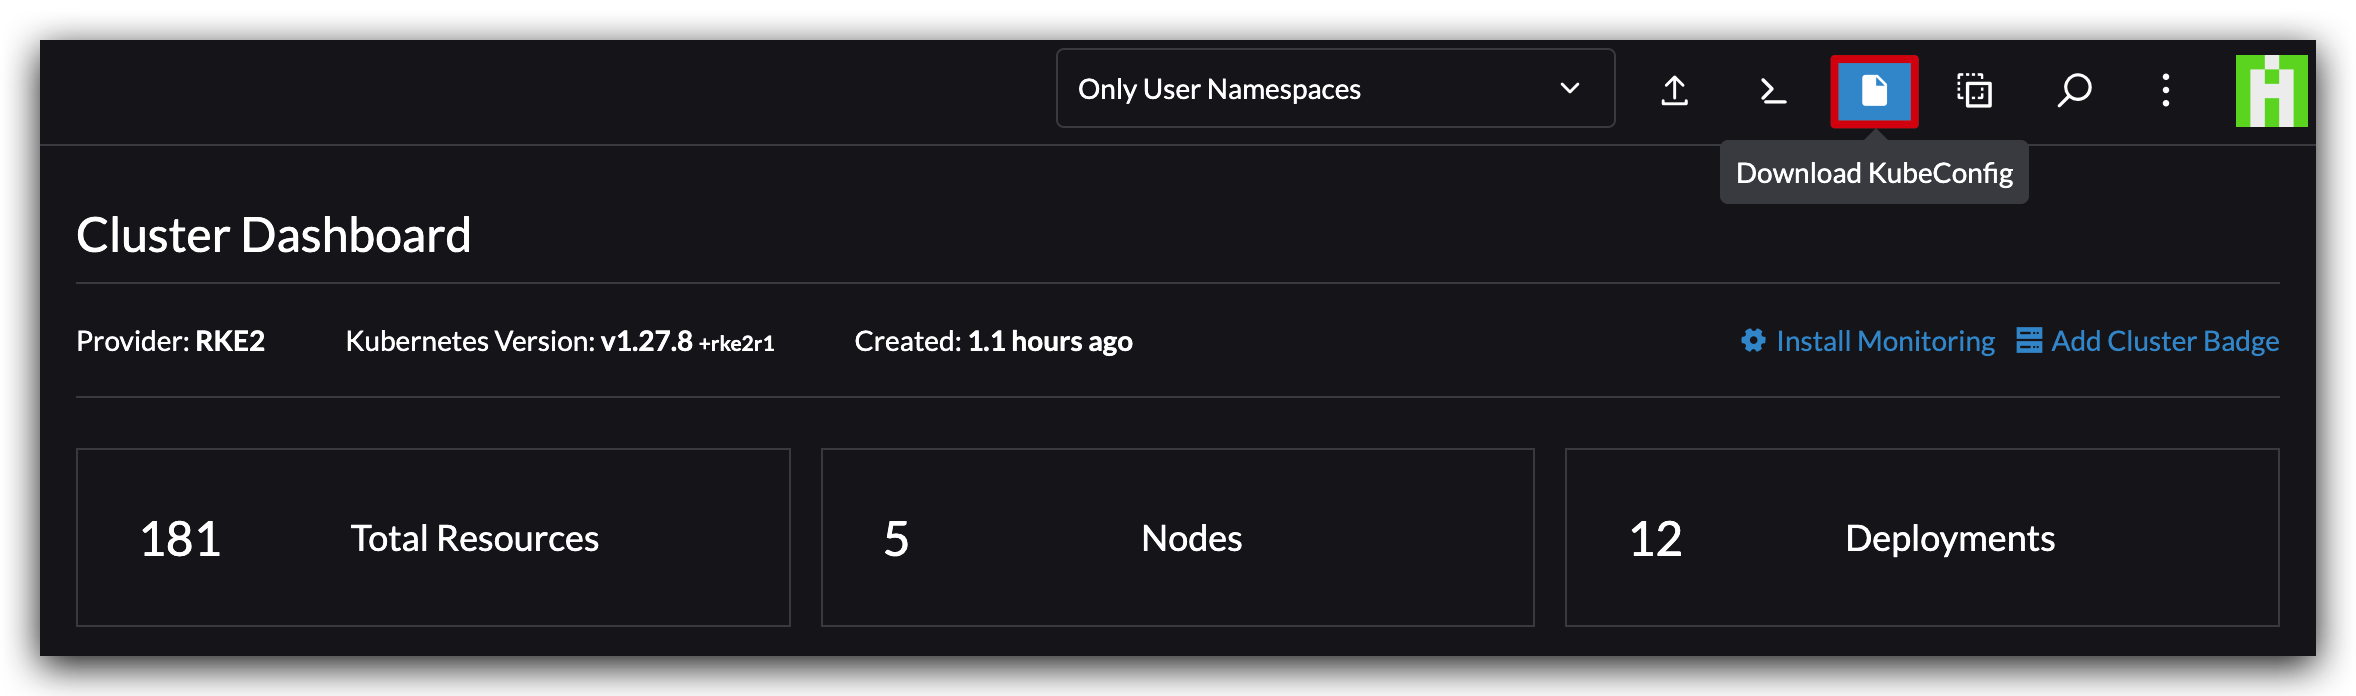 Only User Namespaces
Download KubeConfig
Cluster Dashboard
Provider: RKE2 Kubernetes Version: v1.27.8 +rke2r1 Created: 1.1 hours ago Install Monitoring Add Cluster Badge
181 Total Resources 5 Nodes 12 Deployments